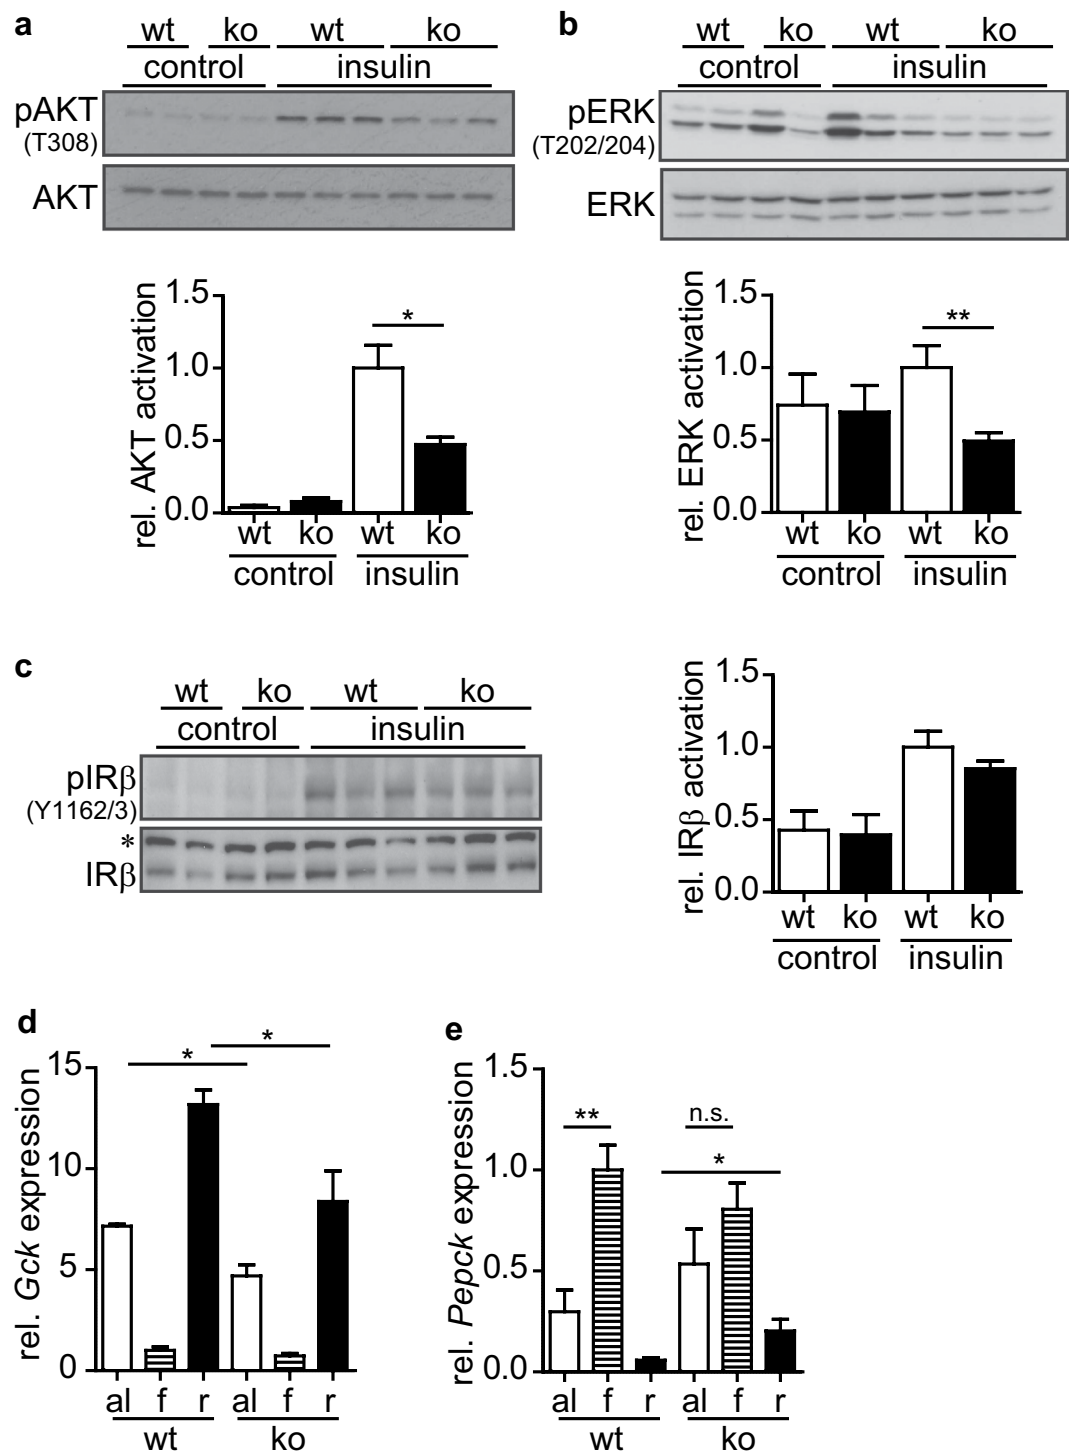 a
wt ko wt ko
control insulin
pAKT
(T308)
AKT
rel. AKT activation
1.5
1.0
0.5
0.0
*
wt ko wt ko
control insulin
b
wt ko wt ko
control insulin
pERK
(T202/204)
ERK
rel. ERK activation
1.5
1.0
0.5
0.0
**
wt ko wt ko
control insulin
c
wt ko wt ko
control insulin
pIRβ
(Y1162/3)
*
IRβ
rel. IRβ activation
1.5
1.0
0.5
0.0
wt ko wt ko
control insulin
d
rel. Gck expression
15
10
5
0
*
*
al f r al f r
wt ko
e
rel. Pepck expression
1.5
1.0
0.5
0.0
** n.s.
*
al f r al f r
wt ko